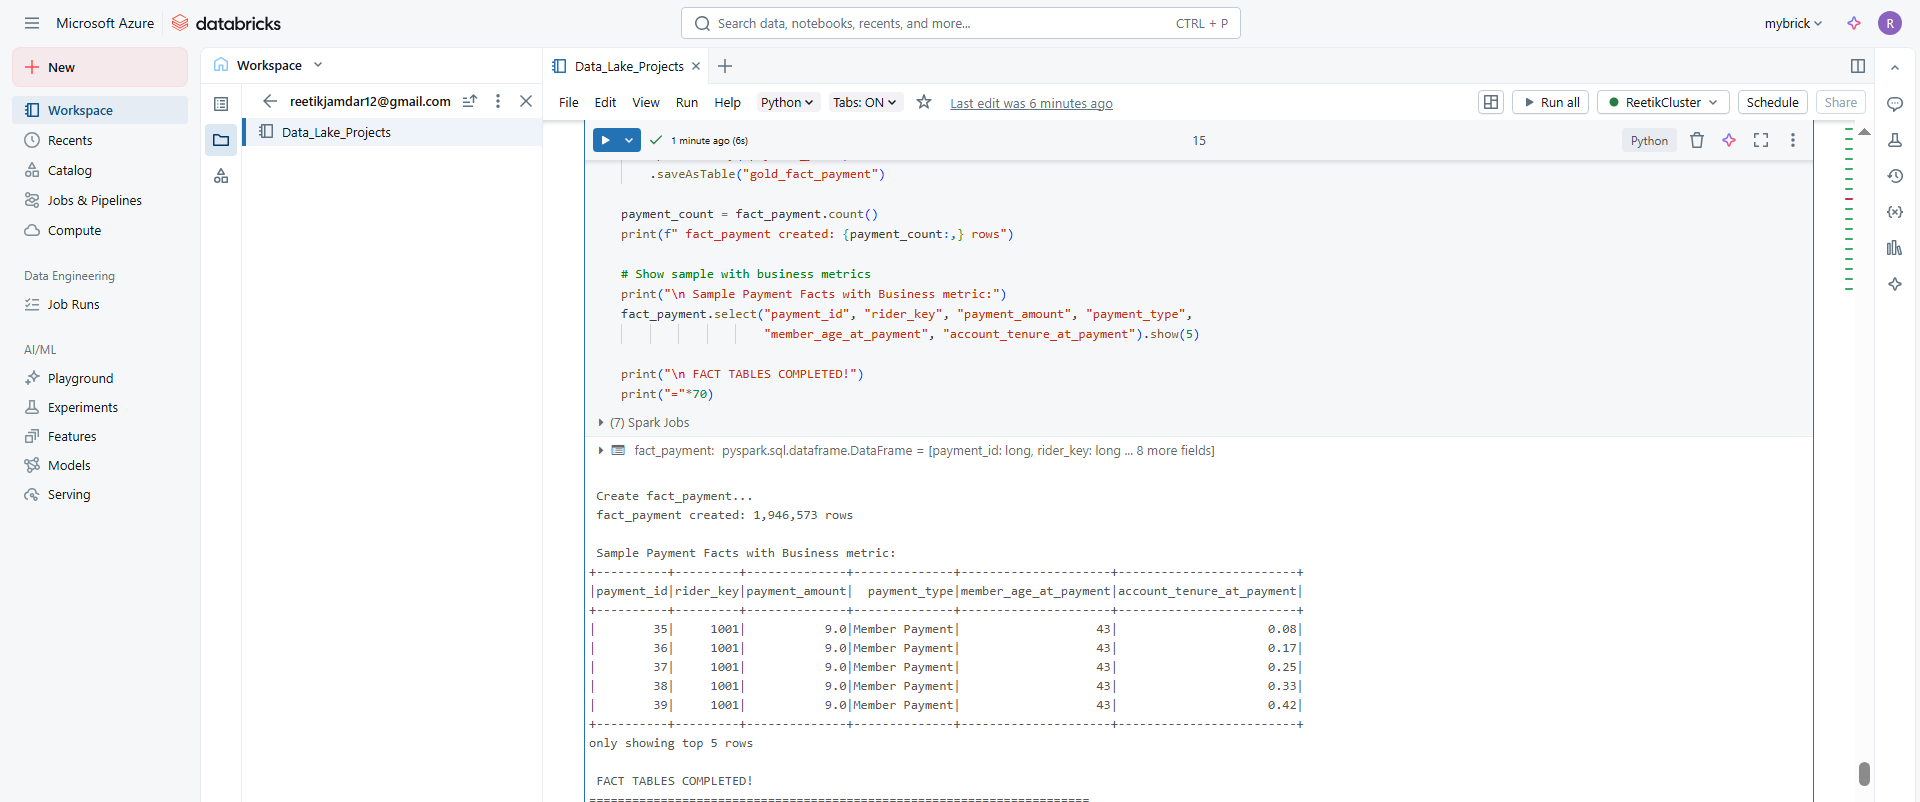 Microsoft Azure
databricks
Search data, notebooks, recents, and more...
CTRL + P
mybrick
R
New
Workspace
Recents
Catalog
Jobs & Pipelines
Compute
Data Engineering
Job Runs
AI/ML
Playground
Experiments
Features
Models
Serving
Workspace
reetikjamdar12@gmail.com
Data_Lake_Projects
Data_Lake_Projects
File Edit View Run Help Python Tabs: ON Last edit was 6 minutes ago
Run all
ReetikCluster
Schedule
Share
1 minute ago (6s)
15
Python
.saveAsTable("gold_fact_payment")
payment_count = fact_payment.count()
print(f" fact_payment created: {payment_count:,} rows")
# Show sample with business metrics
print("\n Sample Payment Facts with Business metric:")
fact_payment.select("payment_id", "rider_key", "payment_amount", "payment_type",
"member_age_at_payment", "account_tenure_at_payment").show(5)
print("\n FACT TABLES COMPLETED!")
print("="*70)
(7) Spark Jobs
fact_payment: pyspark.sql.dataframe.DataFrame = [payment_id: long, rider_key: long ... 8 more fields]
Create fact_payment...
fact_payment created: 1,946,573 rows
Sample Payment Facts with Business metric:
+----------+---------+--------------+--------------+---------------------+-------------------------+
|payment_id|rider_key|payment_amount|  payment_type|member_age_at_payment|account_tenure_at_payment|
+----------+---------+--------------+--------------+---------------------+-------------------------+
|        35|     1001|           9.0|Member Payment|                   43|                     0.08|
|        36|     1001|           9.0|Member Payment|                   43|                     0.17|
|        37|     1001|           9.0|Member Payment|                   43|                     0.25|
|        38|     1001|           9.0|Member Payment|                   43|                     0.33|
|        39|     1001|           9.0|Member Payment|                   43|                     0.42|
+----------+---------+--------------+--------------+---------------------+-------------------------+
only showing top 5 rows
FACT TABLES COMPLETED!
======================================================================